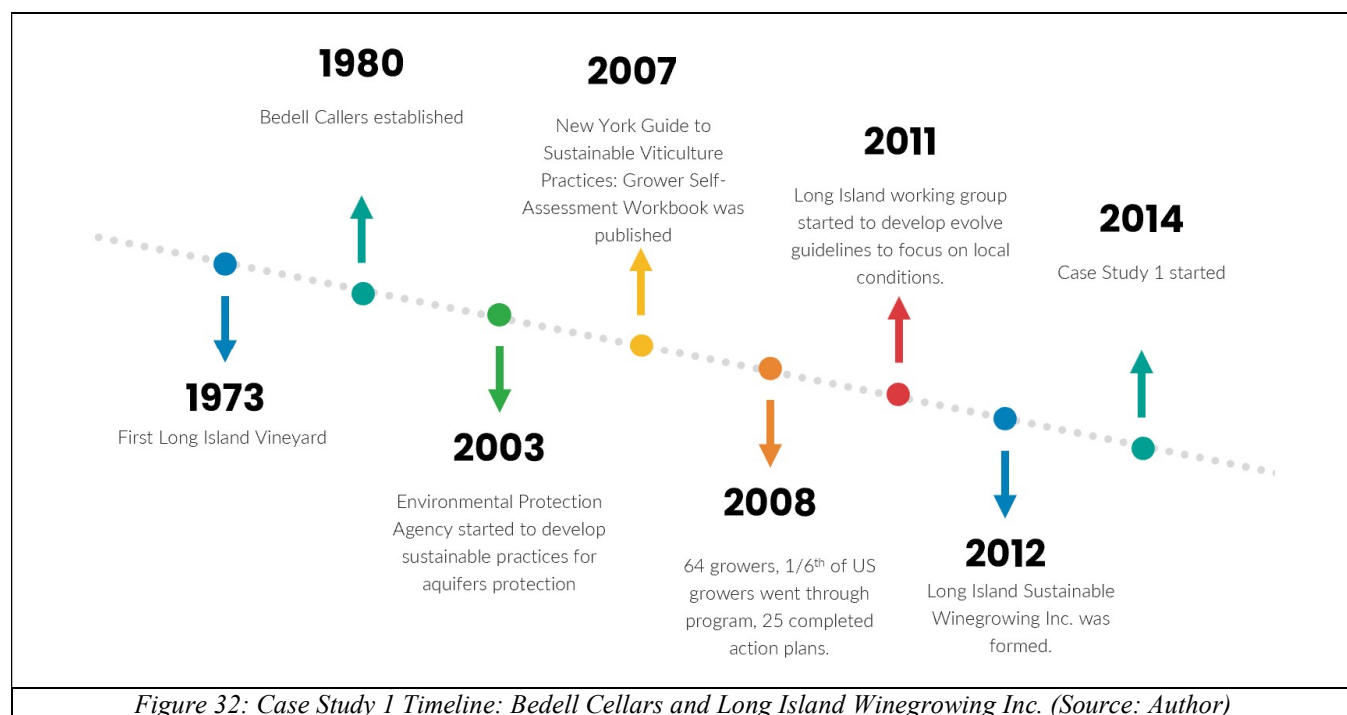 1980
Bedell Callers established
2007
New York Guide to
Sustainable Viticulture
Practices: Grower Self-
Assessment Workbook was
published
2011
Long Island working group
started to develop evolve
guidelines to focus on local
conditions.
2014
Case Study 1 started
1973
First Long Island Vineyard
2003
Environmental Protection
Agency started to develop
sustainable practices for
aquifers protection
2008
64 growers, 1/6th of US
growers went through
program, 25 completed
action plans.
2012
Long Island Sustainable
Winegrowing Inc. was
formed.
Figure 32: Case Study 1 Timeline: Bedell Cellars and Long Island Winegrowing Inc. (Source: Author)